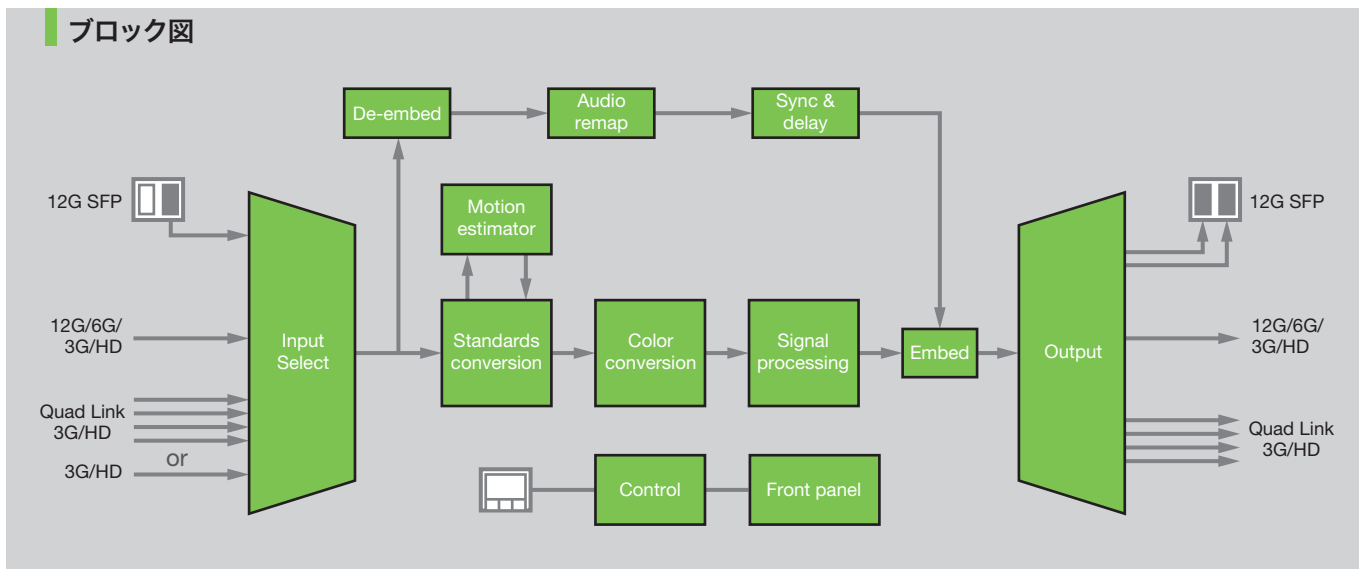 ブロック図
De-embed
Audio
remap
Sync &
delay
12G SFP
Motion
estimator
12G SFP
12G/6G/
3G/HD
Input
Select
Standards
conversion
Color
conversion
Signal
processing
Embed
Output
12G/6G/
3G/HD
Quad Link
3G/HD
or
3G/HD
Quad Link
3G/HD
Control
Front panel